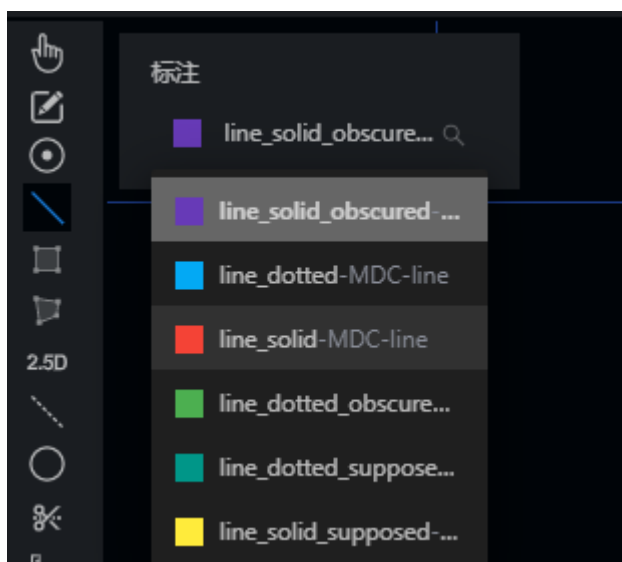 标注
line_solid_obscure...
line_solid_obscured-...
line_dotted-MDC-line
line_solid-MDC-line
2.5D
line_dotted_obscure...
line_dotted_suppose...
line_solid_supposed-...